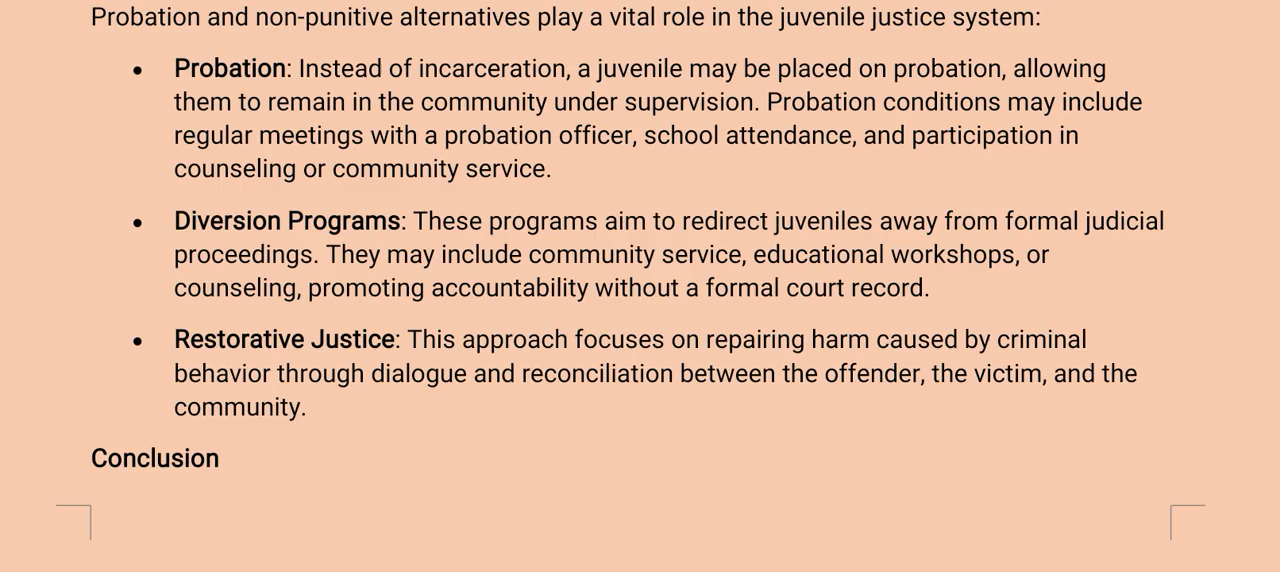 Probation and non-punitive alternatives play a vital role in the juvenile justice system:
• Probation: Instead of incarceration, a juvenile may be placed on probation, allowing
them to remain in the community under supervision. Probation conditions may include
regular meetings with a probation officer, school attendance, and participation in
counseling or community service.
• Diversion Programs: These programs aim to redirect juveniles away from formal judicial
proceedings. They may include community service, educational workshops, or
counseling, promoting accountability without a formal court record.
• Restorative Justice: This approach focuses on repairing harm caused by criminal
behavior through dialogue and reconciliation between the offender, the victim, and the
community.
Conclusion